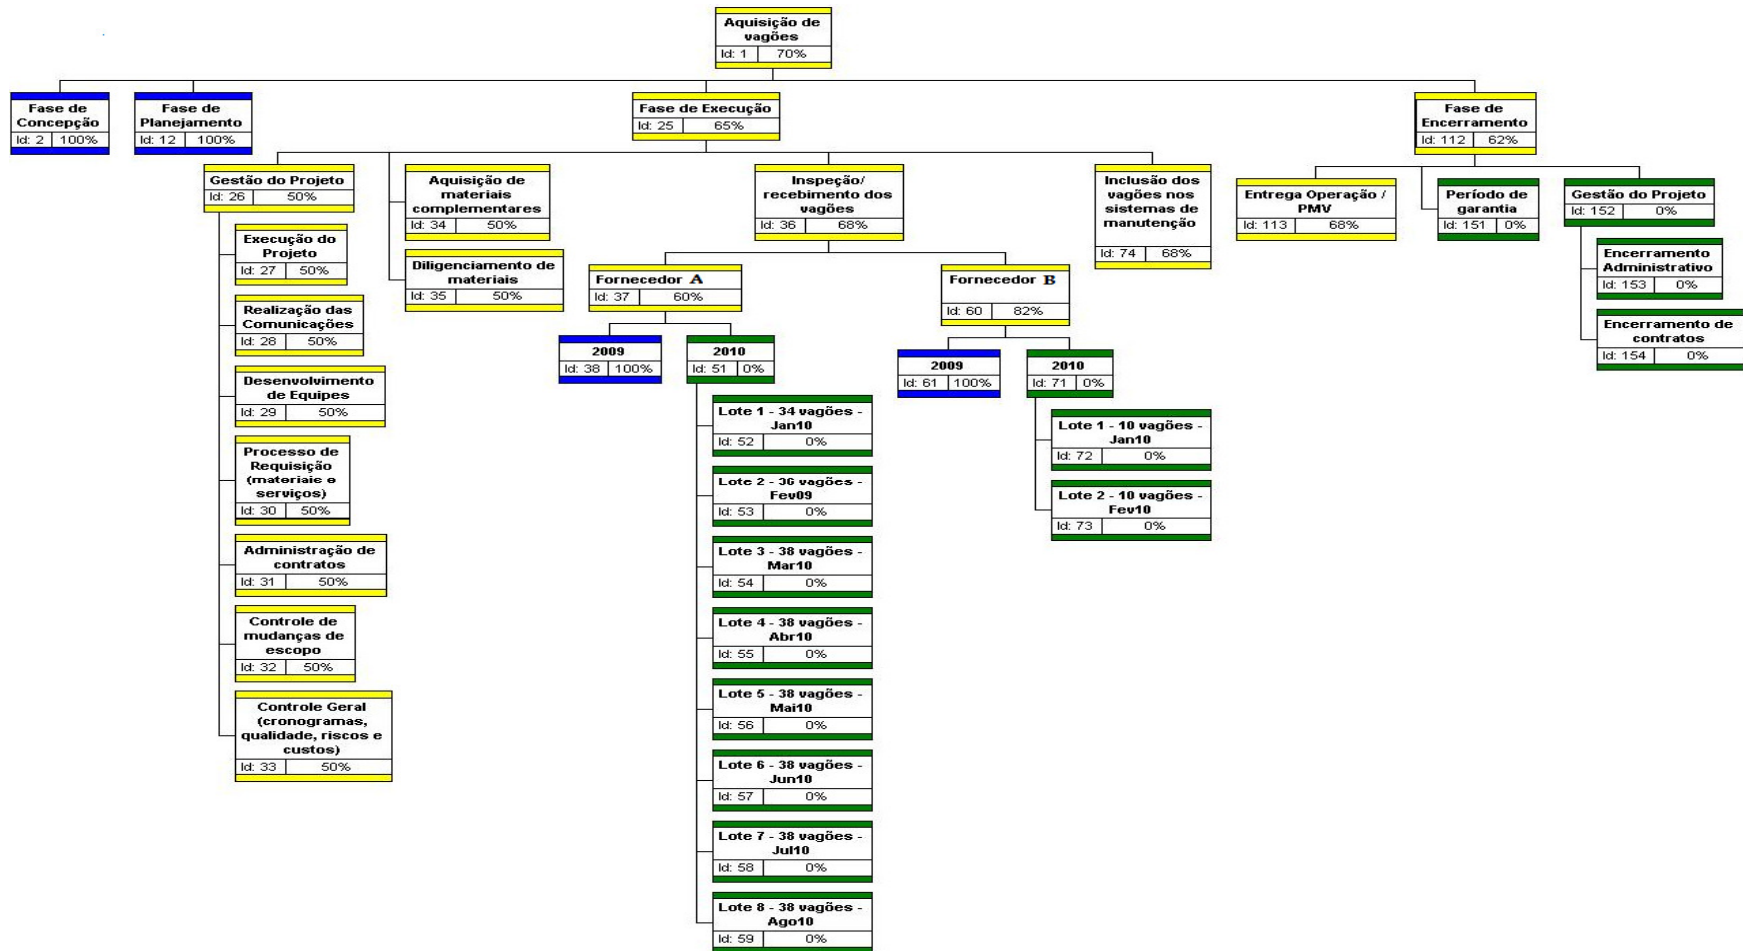 Aquisição de
vagões
Id: 1 70%
Fase de
Concepção
Id: 2 100%
Fase de
Planejamento
Id: 12 100%
Fase de Execução
Id: 25 65%
Fase de
Encerramento
Id: 112 62%
Gestão do Projeto
Id: 26 50%
Execução do
Projeto
Id: 27 50%
Realização das
Comunicações
Id: 28 50%
Desenvolvimento
de Equipes
Id: 29 50%
Processo de
Requisição
(materiais e
serviços)
Id: 30 50%
Administração de
contratos
Id: 31 50%
Controle de
mudanças de
escopo
Id: 32 50%
Controle Geral
(cronogramas,
qualidade, riscos e
custos)
Id: 33 50%
Aquisição de
materiais
complementares
Id: 34 50%
Diligenciamento de
materiais
Id: 35 50%
Inspeção/
recebimento dos
vagões
Id: 36 68%
Fornecedor A
Id: 37 60%
2009
Id: 38 100%
2010
Id: 51 0%
Lote 1 - 34 vagões -
Jan10
Id: 52 0%
Lote 2 - 36 vagões -
Fev09
Id: 53 0%
Lote 3 - 38 vagões -
Mar10
Id: 54 0%
Lote 4 - 38 vagões -
Abr10
Id: 55 0%
Lote 5 - 38 vagões -
Mai10
Id: 56 0%
Lote 6 - 38 vagões -
Jun10
Id: 57 0%
Lote 7 - 38 vagões -
Jul10
Id: 58 0%
Lote 8 - 38 vagões -
Ago10
Id: 59 0%
Fornecedor B
Id: 60 82%
2009
Id: 61 100%
2010
Id: 71 0%
Lote 1 - 10 vagões -
Jan10
Id: 72 0%
Lote 2 - 10 vagões -
Fev10
Id: 73 0%
Inclusão dos
vagões nos
sistemas de
manutenção
Id: 74 68%
Entrega Operação /
PMV
Id: 113 68%
Período de
garantia
Id: 151 0%
Gestão do Projeto
Id: 152 0%
Encerramento
Administrativo
Id: 153 0%
Encerramento de
contratos
Id: 154 0%